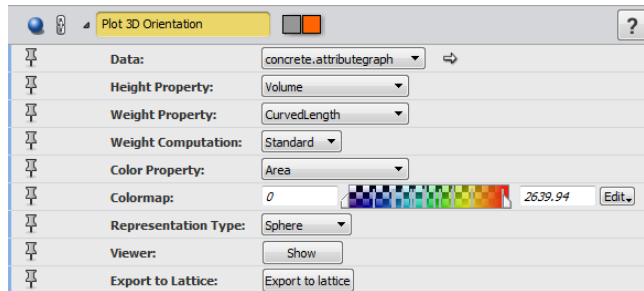 Plot 3D Orientation ?
Data: concrete.attributegraph
Height Property: Volume
Weight Property: CurvedLength
Weight Computation: Standard
Color Property: Area
Colormap: 0 2639.94 Edit
Representation Type: Sphere
Viewer: Show
Export to Lattice: Export to lattice